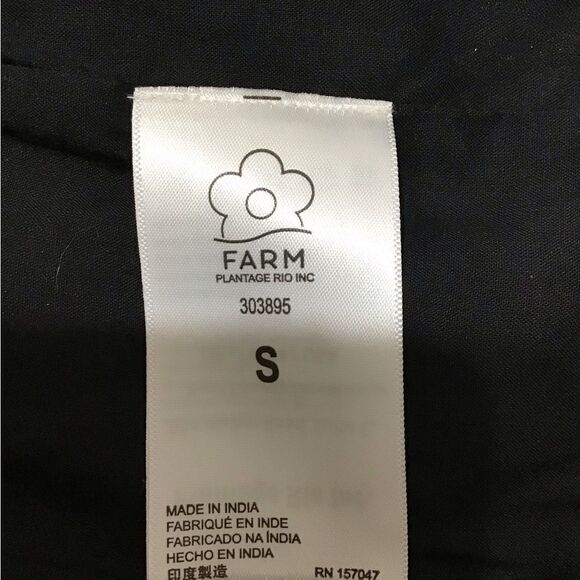 FARM
PLANTAGE RIO INC
303895
S
MADE IN INDIA
FABRIQUÉ EN INDE
FABRICADO NA ÍNDIA
HECHO EN INDIA
印度製造 RN 157047